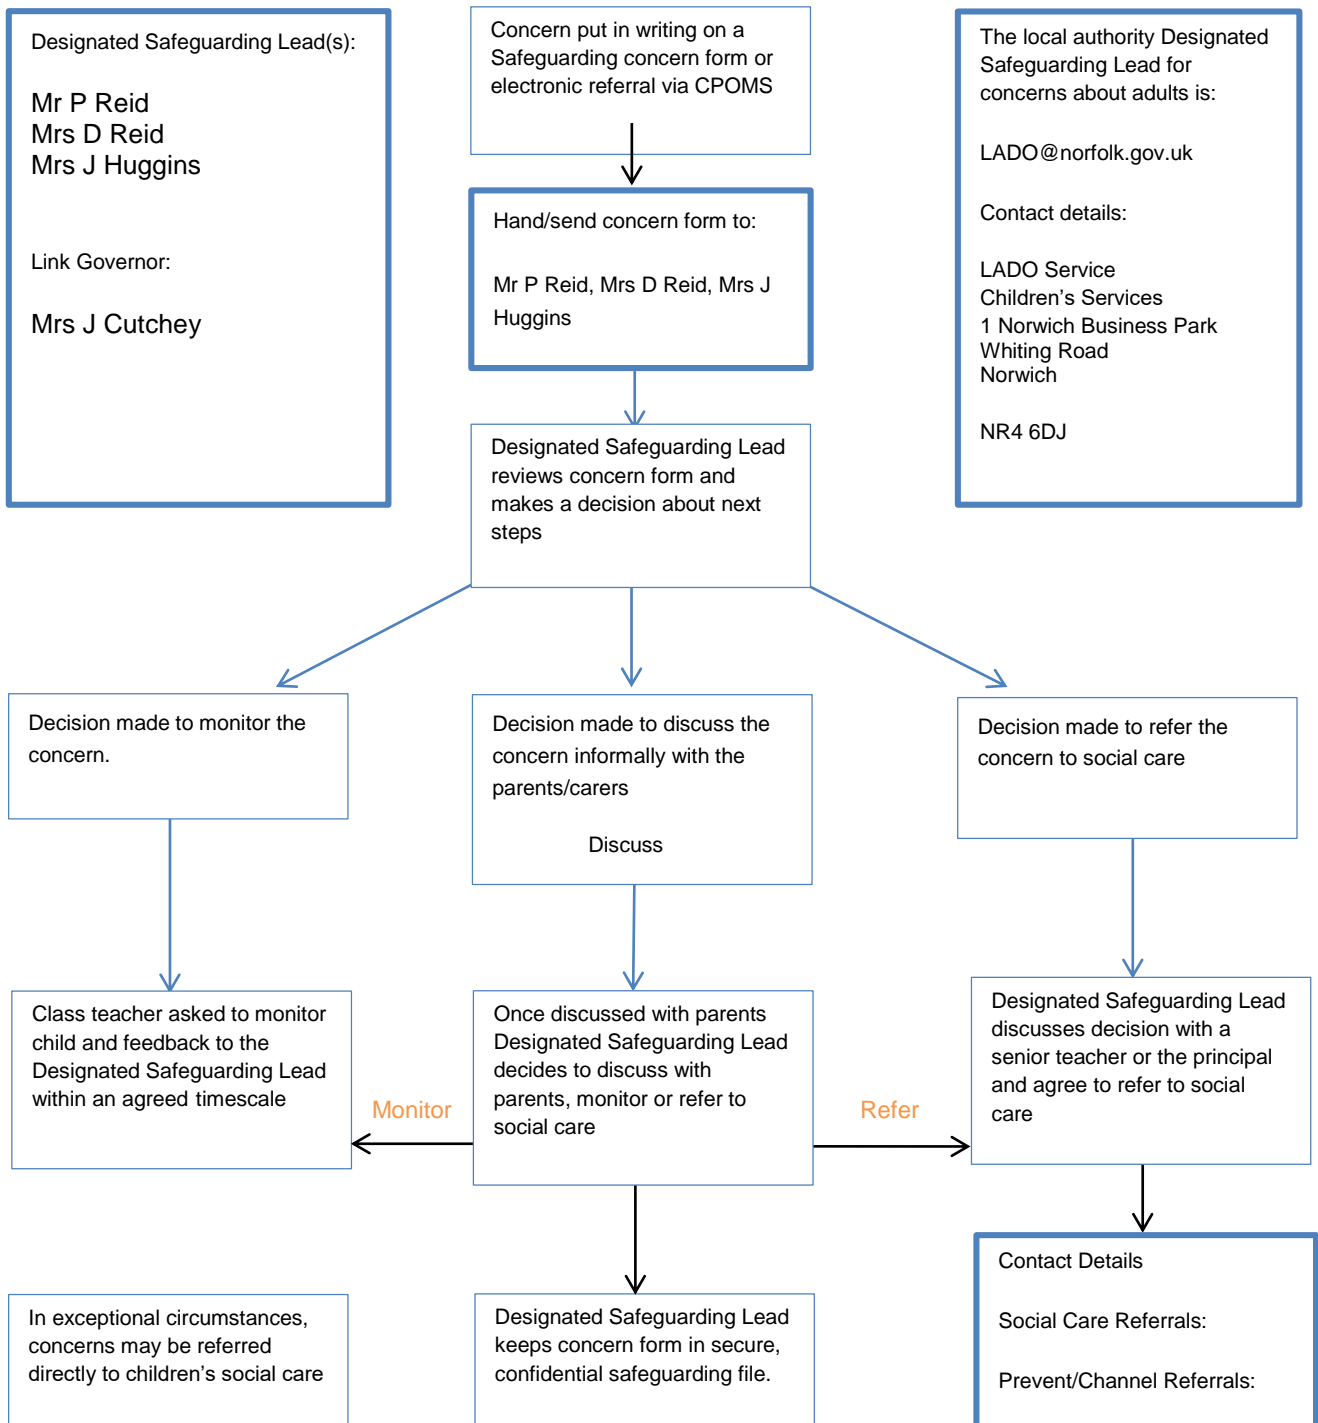 Designated Safeguarding Lead(s):
Mr P Reid
Mrs D Reid
Mrs J Huggins
Link Governor:
Mrs J Cutchey
Concern put in writing on a
Safeguarding concern form or
electronic referral via CPOMS
The local authority Designated
Safeguarding Lead for
concerns about adults is:
LADO@norfolk.gov.uk
Contact details:
LADO Service
Children’s Services
1 Norwich Business Park
Whiting Road
Norwich
NR4 6DJ
Hand/send concern form to:
Mr P Reid, Mrs D Reid, Mrs J
Huggins
Designated Safeguarding Lead
reviews concern form and
makes a decision about next
steps
Decision made to monitor the
concern.
Decision made to discuss the
concern informally with the
parents/carers
Discuss
Decision made to refer the
concern to social care
Class teacher asked to monitor
child and feedback to the
Designated Safeguarding Lead
within an agreed timescale
Monitor
Once discussed with parents
Designated Safeguarding Lead
decides to discuss with
parents, monitor or refer to
social care
Refer
Designated Safeguarding Lead
discusses decision with a
senior teacher or the principal
and agree to refer to social
care
In exceptional circumstances,
concerns may be referred
directly to children’s social care
Designated Safeguarding Lead
keeps concern form in secure,
confidential safeguarding file.
Contact Details
Social Care Referrals:
Prevent/Channel Referrals: